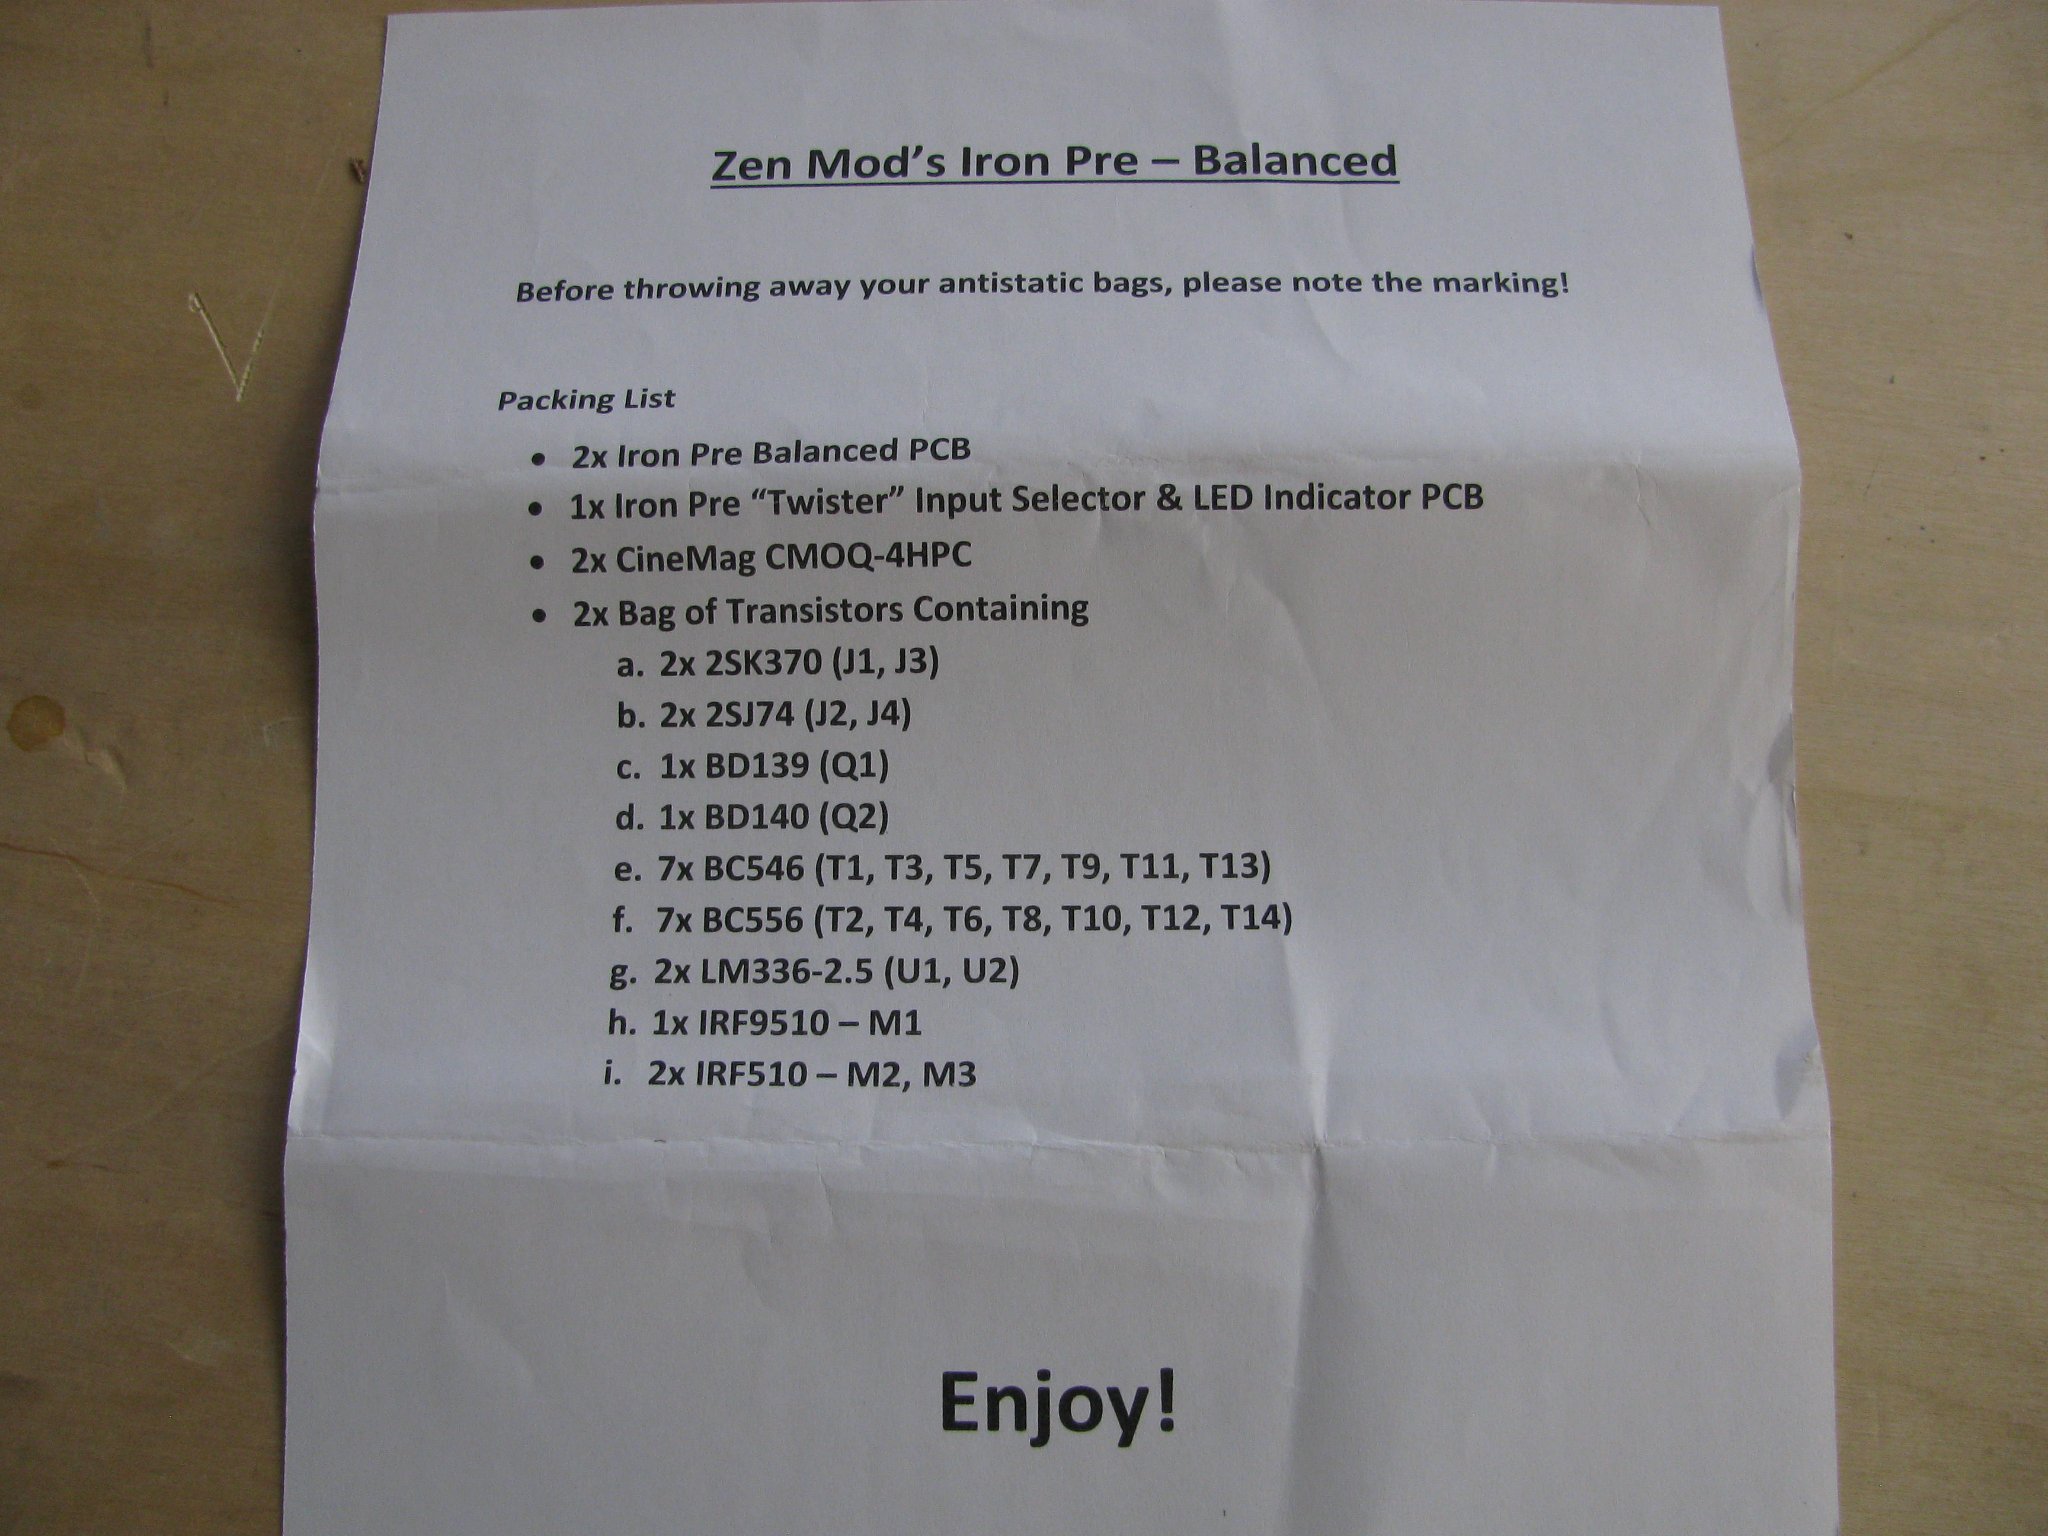 Zen Mod’s Iron Pre – Balanced
Before throwing away your antistatic bags, please note the marking!
Packing List
• 2x Iron Pre Balanced PCB
• 1x Iron Pre “Twister” Input Selector & LED Indicator PCB
• 2x CineMag CMOQ-4HPC
• 2x Bag of Transistors Containing
a. 2x 2SK370 (J1, J3)
b. 2x 2SJ74 (J2, J4)
c. 1x BD139 (Q1)
d. 1x BD140 (Q2)
e. 7x BC546 (T1, T3, T5, T7, T9, T11, T13)
f. 7x BC556 (T2, T4, T6, T8, T10, T12, T14)
g. 2x LM336-2.5 (U1, U2)
h. 1x IRF9510 – M1
i. 2x IRF510 – M2, M3
Enjoy!